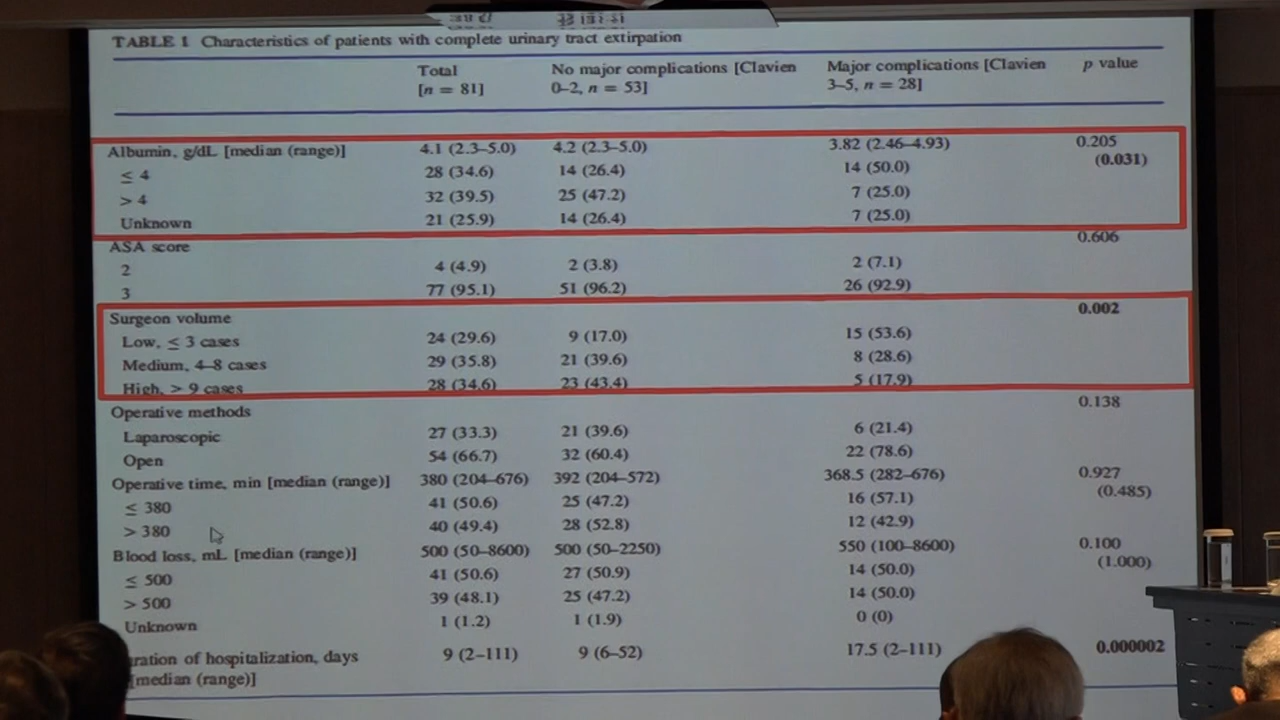 TABLE 1 Characteristics of patients with complete urinary tract extirpation
Total [n = 81] No major complications [Clavien 0–2, n = 53] Major complications [Clavien 3–5, n = 28] p value
Albumin, g/dL [median (range)] 4.1 (2.3–5.0) 4.2 (2.3–5.0) 3.82 (2.46–4.93) 0.205
(0.031)
≤ 4 28 (34.6) 14 (26.4) 14 (50.0)
> 4 32 (39.5) 25 (47.2) 7 (25.0)
Unknown 21 (25.9) 14 (26.4) 7 (25.0)
ASA score 0.606
2 4 (4.9) 2 (3.8) 2 (7.1)
3 77 (95.1) 51 (96.2) 26 (92.9)
Surgeon volume 0.002
Low, ≤ 3 cases 24 (29.6) 9 (17.0) 15 (53.6)
Medium, 4–8 cases 29 (35.8) 21 (39.6) 8 (28.6)
High, > 9 cases 28 (34.6) 23 (43.4) 5 (17.9)
Operative methods 0.138
Laparoscopic 27 (33.3) 21 (39.6) 6 (21.4)
Open 54 (66.7) 32 (60.4) 22 (78.6)
Operative time, min [median (range)] 380 (204–676) 392 (204–572) 368.5 (282–676) 0.927
(0.485)
≤ 380 41 (50.6) 25 (47.2) 16 (57.1)
> 380 40 (49.4) 28 (52.8) 12 (42.9)
Blood loss, mL [median (range)] 500 (50–8600) 500 (50–2250) 550 (100–8600) 0.100
(1.000)
≤ 500 41 (50.6) 27 (50.9) 14 (50.0)
> 500 39 (48.1) 25 (47.2) 14 (50.0)
Unknown 1 (1.2) 1 (1.9) 0 (0)
ration of hospitalization, days 9 (2–111) 9 (6–52) 17.5 (2–111) 0.000002
[median (range)]